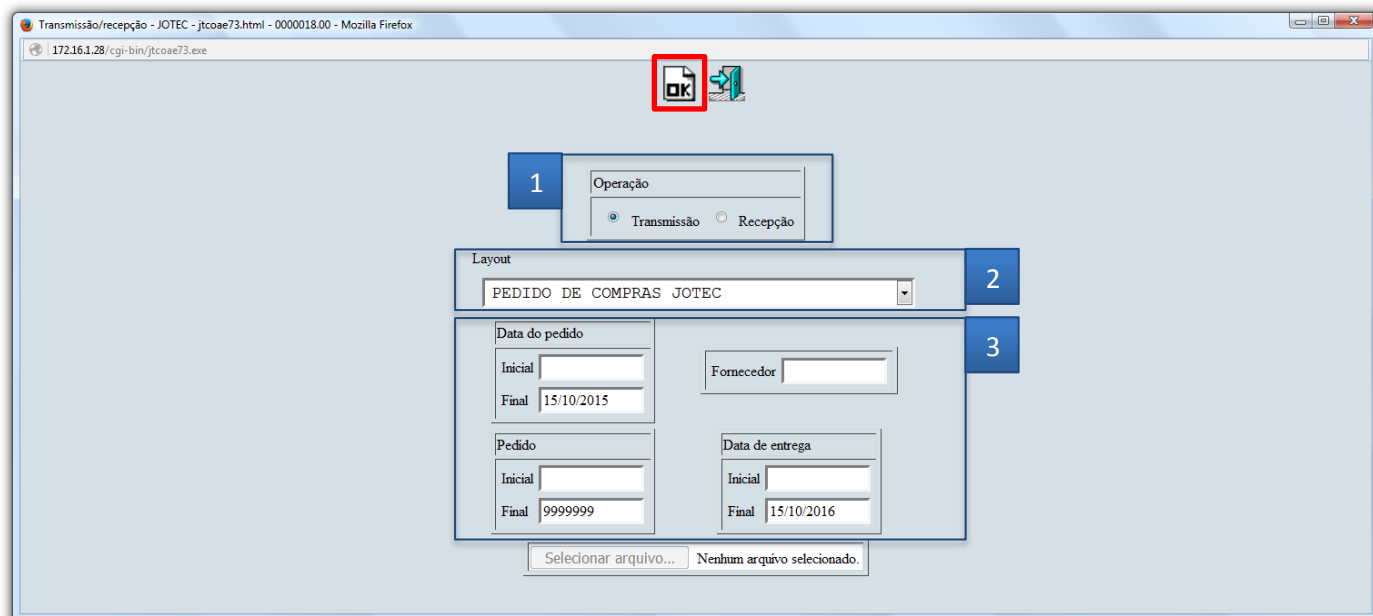 Transmissão/recepção - JOTEC - jtcoae73.html - 0000018.00 - Mozilla Firefox
172.16.1.28/cgi-bin/jtcoae73.exe
OK
1
Operação
Transmissão Recepção
Layout
2
PEDIDO DE COMPRAS JOTEC
3
Data do pedido
Inicial
Fornecedor
Final 15/10/2015
Pedido
Data de entrega
Inicial
Inicial
Final 9999999
Final 15/10/2016
Selecionar arquivo... Nenhum arquivo selecionado.